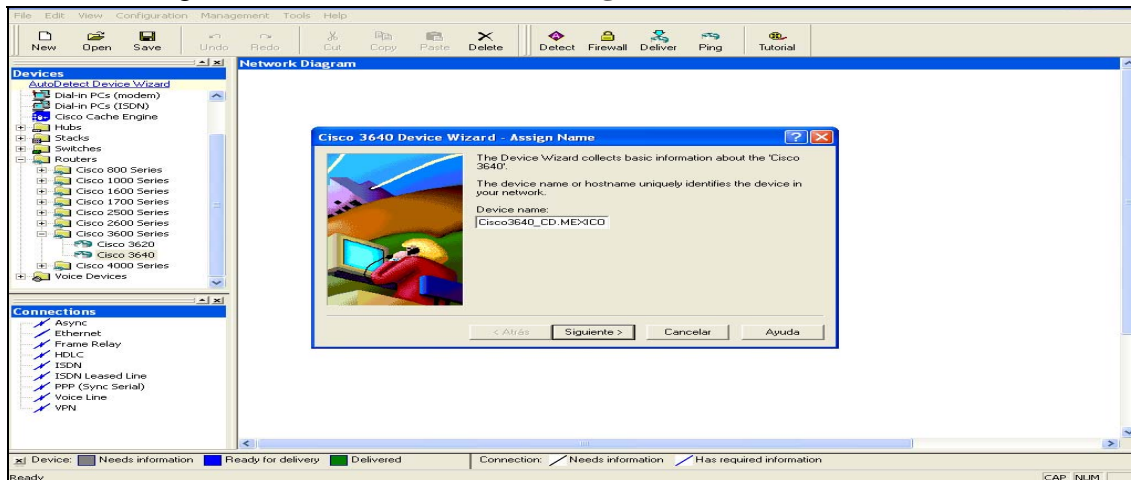 File Edit View Configuration Management Tools Help
New Open Save Undo Redo Cut Copy Paste Delete Detect Firewall Deliver Ping Tutorial
Devices
AutoDetect Device Wizard
Dial-in PCs (modem)
Dial-in PCs (ISDN)
Cisco Cache Engine
Hubs
Stacks
Switches
Routers
Cisco 800 Series
Cisco 1000 Series
Cisco 1600 Series
Cisco 1700 Series
Cisco 2500 Series
Cisco 2600 Series
Cisco 3600 Series
Cisco 3620
Cisco 3640
Cisco 4000 Series
Voice Devices
Connections
Async
Ethernet
Frame Relay
HDLC
ISDN
ISDN Leased Line
PPP (Sync Serial)
Voice Line
VPN
Network Diagram
Cisco 3640 Device Wizard - Assign Name
The Device Wizard collects basic information about the 'Cisco
3640'.
The device name or hostname uniquely identifies the device in
your network.
Device name:
Cisco3640_CD.MEXICO
< Atrás Siguiente > Cancelar Ayuda
Device: Needs information Ready for delivery Delivered Connection: Needs information Has required information
Ready CAP NUM